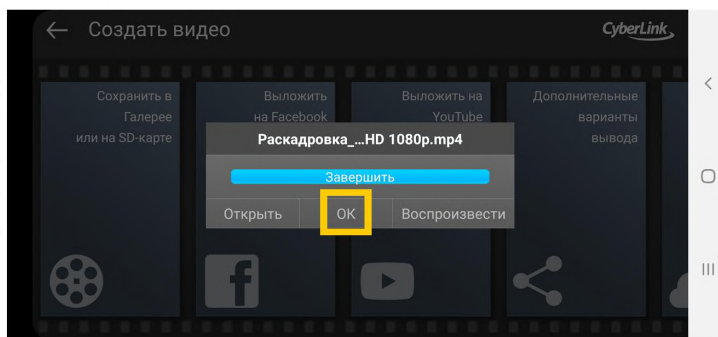 Создать видео
CyberLink
Сохранить в
Галерее
или на SD-карте
Выложить
на Facebook
Выложить на
YouTube
Дополнительные
варианты
вывода
Раскадровка_...HD 1080p.mp4
Завершить
Открыть
OK
Воспроизвести